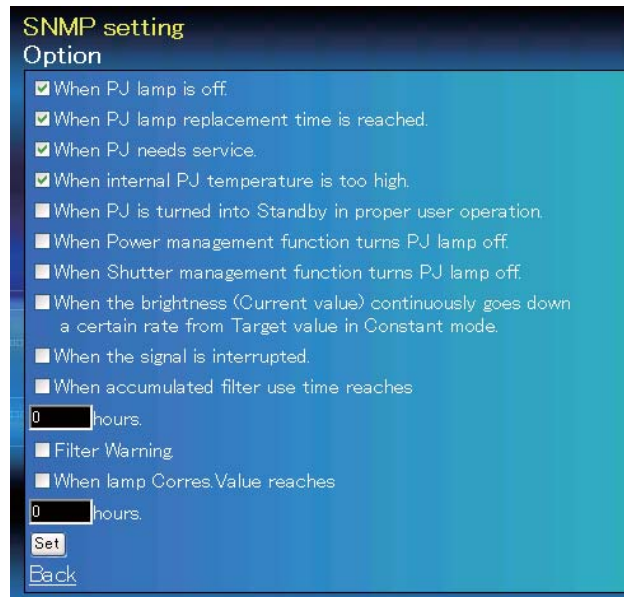 SNMP setting
Option
When PJ lamp is off.
When PJ lamp replacement time is reached.
When PJ needs service.
When internal PJ temperature is too high.
When PJ is turned into Standby in proper user operation.
When Power management function turns PJ lamp off.
When Shutter management function turns PJ lamp off.
When the brightness (Current value) continuously goes down
a certain rate from Target value in Constant mode.
When the signal is interrupted.
When accumulated filter use time reaches
0 hours.
Filter Warning.
When lamp Corres.Value reaches
0 hours.
Set
Back